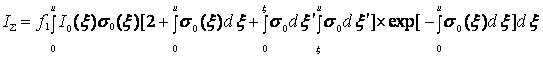 I_Σ = f_1 ∫_0^u I_0(ξ)σ_0(ξ)[2 + ∫_0^u σ_0(ξ)dξ + ∫_0^ξ σ_0 dξ' ∫_ξ^u σ_0 dξ'] × exp[-∫_0^u σ_0(ξ)dξ]dξ